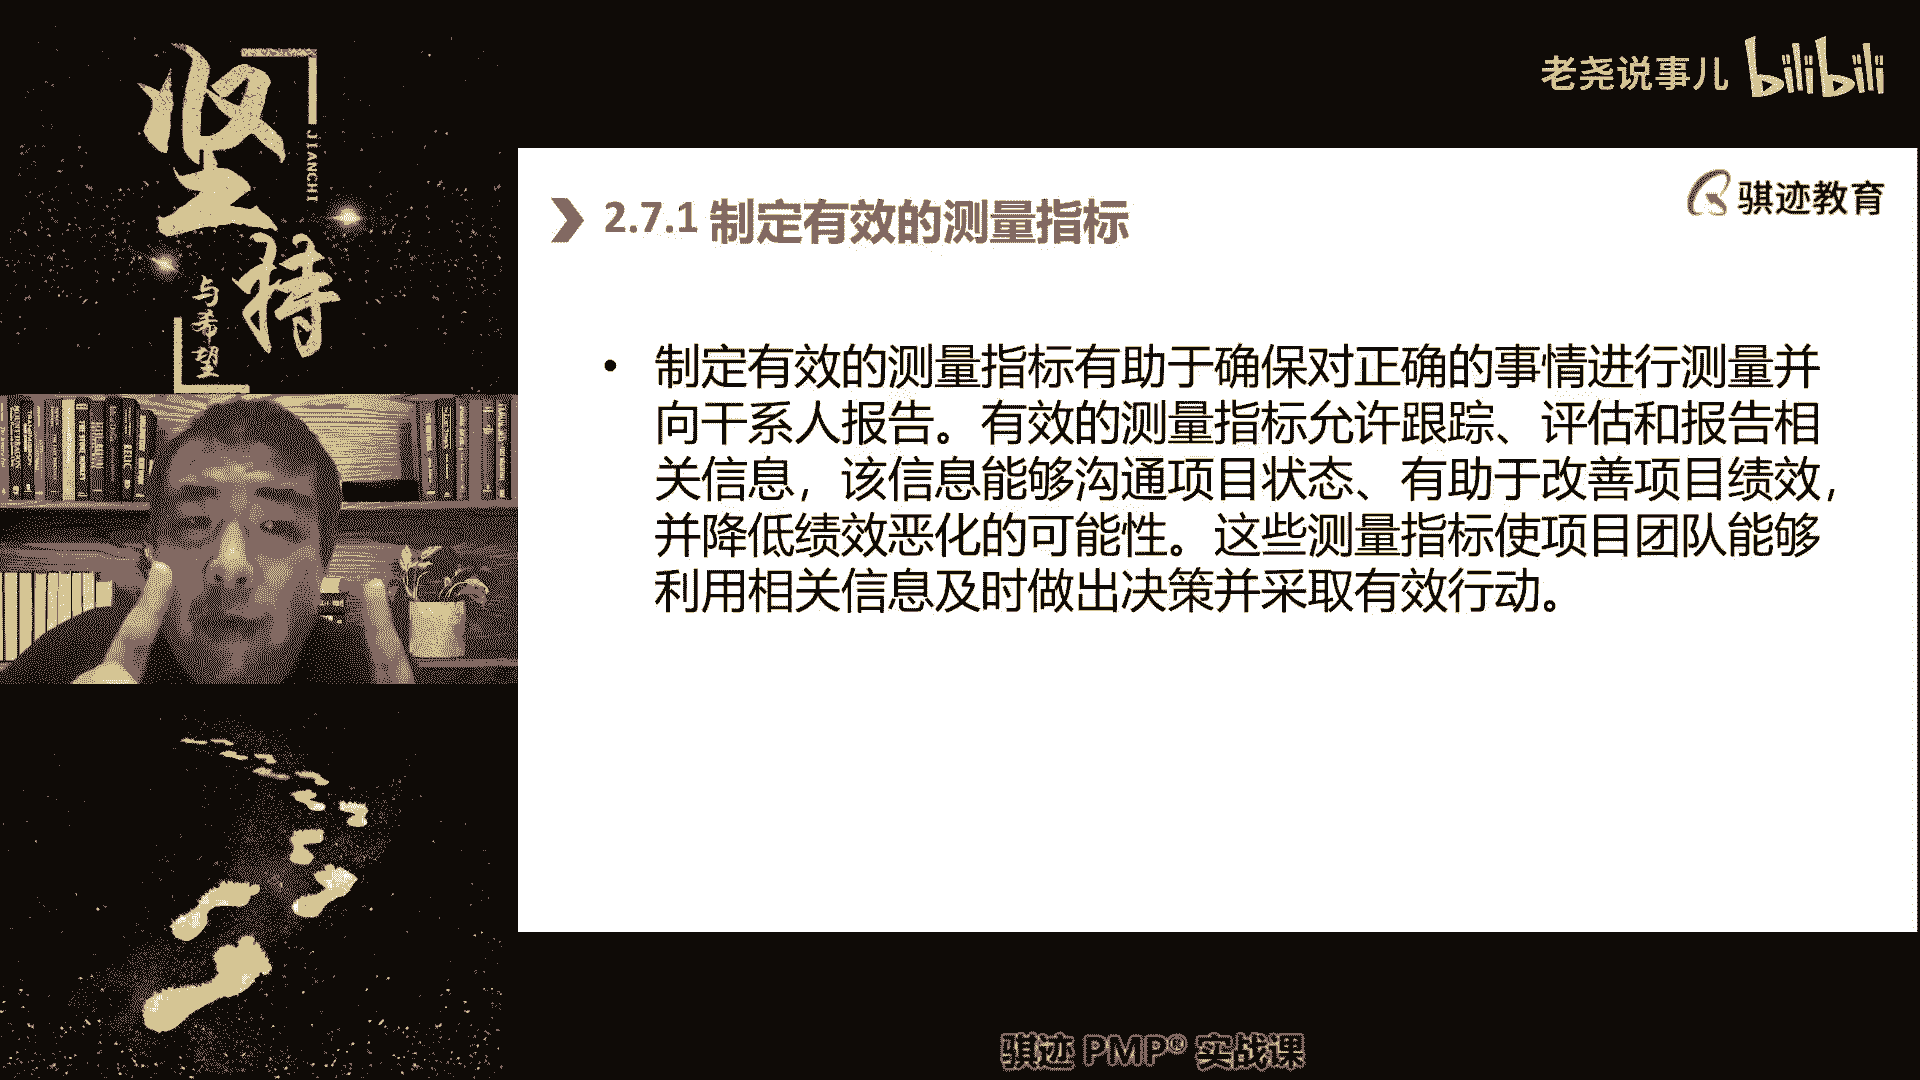 坚持
JIANCHI
与希望
老尧说事儿 bilibili
骐迹教育
2.7.1 制定有效的测量指标
• 制定有效的测量指标有助于确保对正确的事情进行测量并
向干系人报告。有效的测量指标允许跟踪、评估和报告相
关信息，该信息能够沟通项目状态、有助于改善项目绩效，
并降低绩效恶化的可能性。这些测量指标使项目团队能够
利用相关信息及时做出决策并采取有效行动。
骐迹 PMP® 实战课